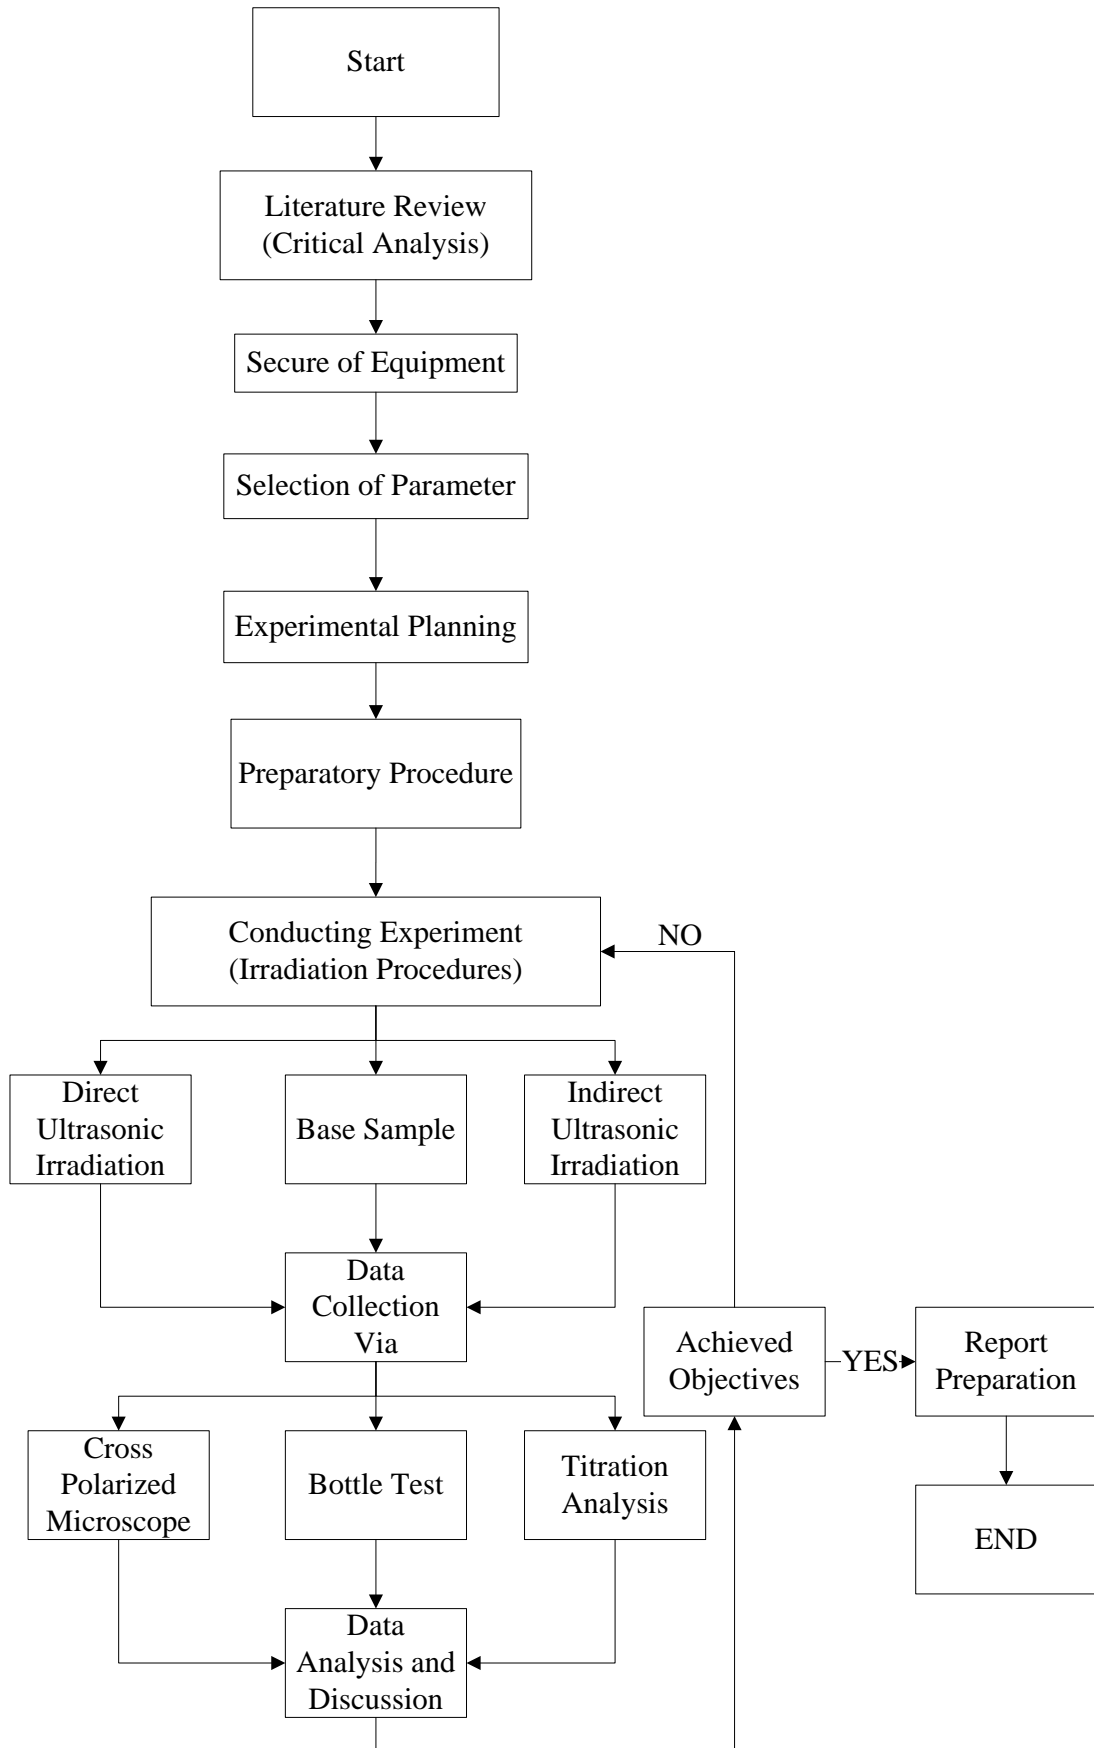 Start
Literature Review
(Critical Analysis)
Secure of Equipment
Selection of Parameter
Experimental Planning
Preparatory Procedure
Conducting Experiment
(Irradiation Procedures)
NO
Direct
Ultrasonic
Irradiation
Base Sample
Indirect
Ultrasonic
Irradiation
Data
Collection
Via
Achieved
Objectives
YES
Report
Preparation
Cross
Polarized
Microscope
Bottle Test
Titration
Analysis
END
Data
Analysis and
Discussion